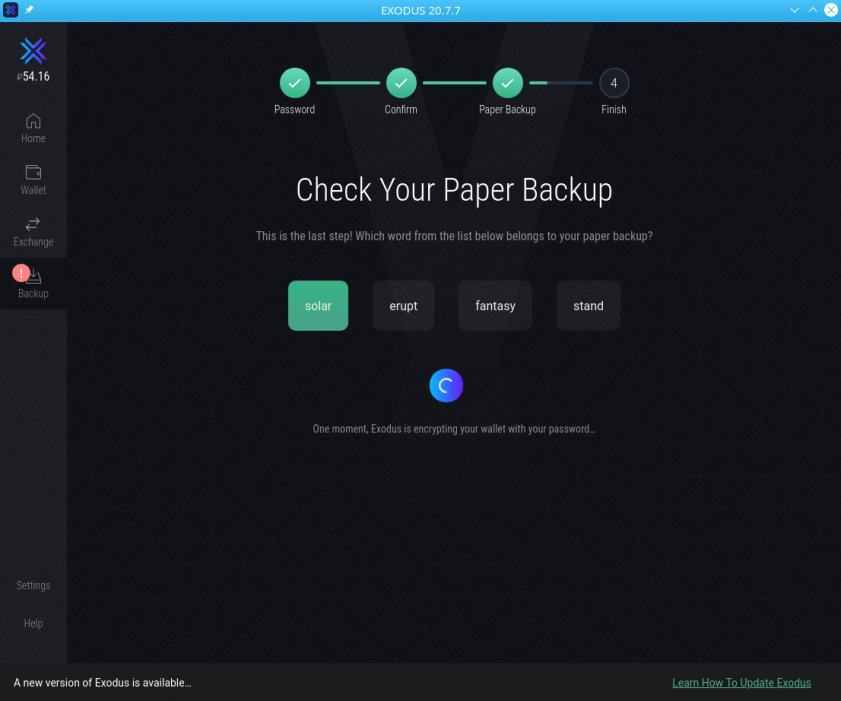 EXODUS 20.7.7
₽54.16
Home
Wallet
Exchange
!
Backup
Settings
Help
4
Password Confirm Paper Backup Finish
Check Your Paper Backup
This is the last step! Which word from the list below belongs to your paper backup?
solar erupt fantasy stand
One moment, Exodus is encrypting your wallet with your password...
A new version of Exodus is available... Learn How To Update Exodus